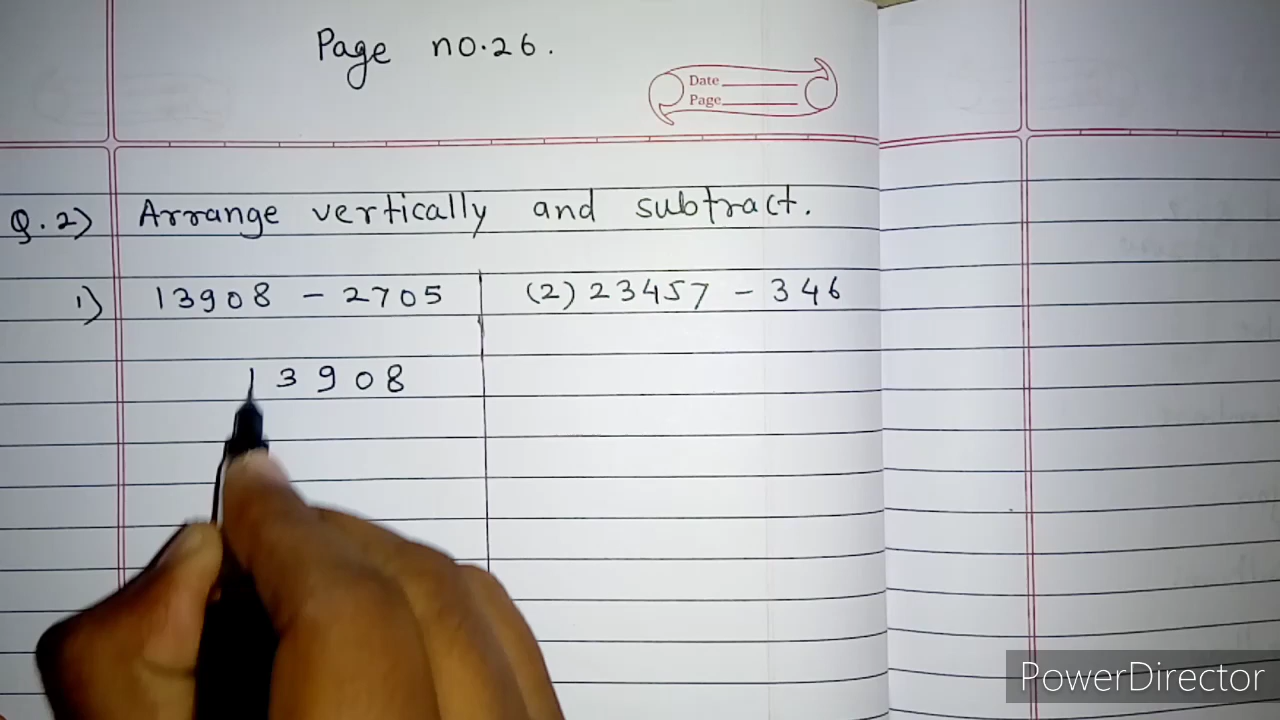 Page no.26.
Date
Page
Q.2) Arrange vertically and subtract.
1) 13908 - 2705 (2) 23457 - 346
13908
PowerDirector